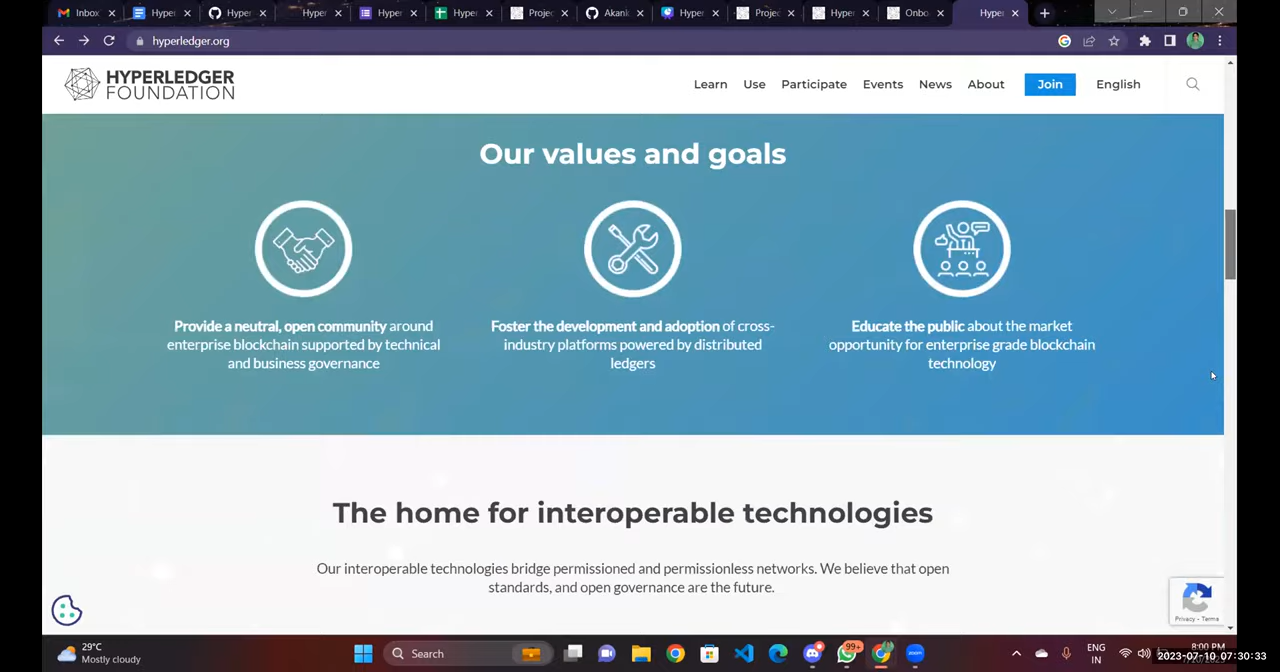 Inbox Hyper Hyper Hyper Hyper Hyper Projec Akank Hyper Projec Hyper Onbo Hyper
hyperledger.org
HYPERLEDGER
FOUNDATION
Learn Use Participate Events News About Join English
Our values and goals
Provide a neutral, open community around
enterprise blockchain supported by technical
and business governance
Foster the development and adoption of cross-
industry platforms powered by distributed
ledgers
Educate the public about the market
opportunity for enterprise grade blockchain
technology
The home for interoperable technologies
Our interoperable technologies bridge permissioned and permissionless networks. We believe that open
standards, and open governance are the future.
Privacy - Terms
29°C
Mostly cloudy
Search
99+
ENG
IN
8:00 PM
2023-07-10 07:30:33